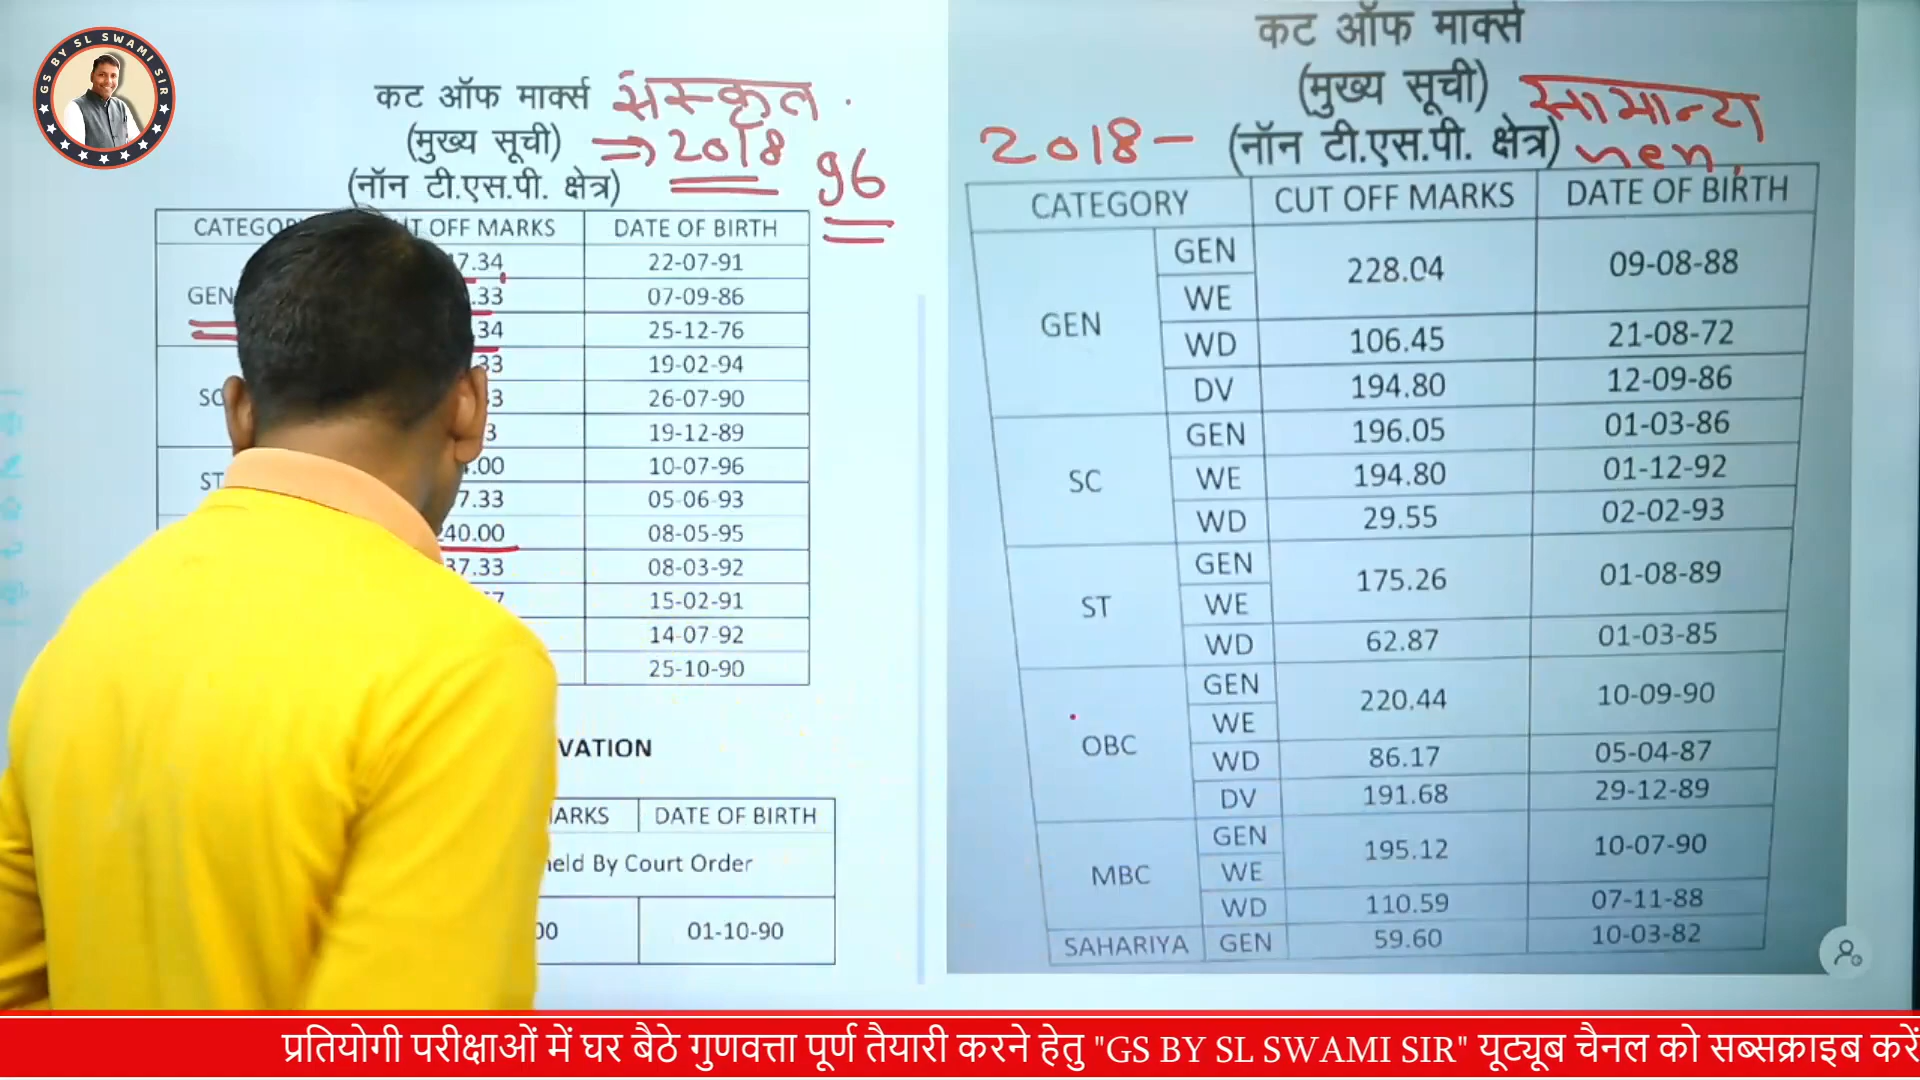 GS BY SL SWAMI SIR
कट ऑफ मार्क्स संस्कृत
(मुख्य सूची) => 2018 96
(नॉन टी.एस.पी. क्षेत्र)
OFF MARKS DATE OF BIRTH
7.34 22-07-91
GEN .33 07-09-86
.34 25-12-76
33 19-02-94
SC 3 26-07-90
3 19-12-89
ST .00 10-07-96
7.33 05-06-93
240.00 08-05-95
37.33 08-03-92
15-02-91
14-07-92
25-10-90
VATION
MARKS DATE OF BIRTH
held By Court Order
00 01-10-90
कट ऑफ मार्क्स
(मुख्य सूची) सामान्य
2018 - (नॉन टी.एस.पी. क्षेत्र)
CATEGORY CUT OFF MARKS DATE OF BIRTH
GEN GEN 228.04 09-08-88
WE
WD 106.45 21-08-72
DV 194.80 12-09-86
SC GEN 196.05 01-03-86
WE 194.80 01-12-92
WD 29.55 02-02-93
ST GEN 175.26 01-08-89
WE
WD 62.87 01-03-85
OBC GEN 220.44 10-09-90
WE
WD 86.17 05-04-87
DV 191.68 29-12-89
MBC GEN 195.12 10-07-90
WE
WD 110.59 07-11-88
SAHARIYA GEN 59.60 10-03-82
प्रतियोगी परीक्षाओं में घर बैठे गुणवत्ता पूर्ण तैयारी करने हेतु "GS BY SL SWAMI SIR" यूट्यूब चैनल को सब्सक्राइब करें